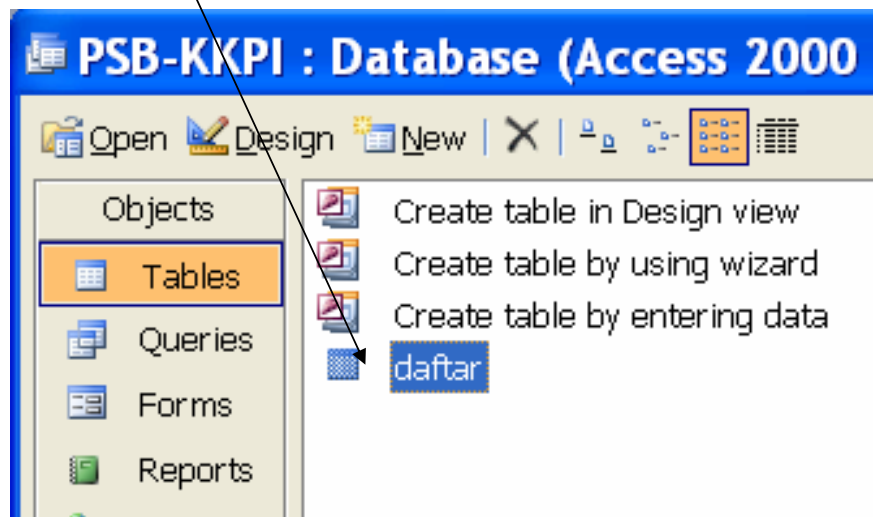 PSB-KKPI : Database (Access 2000
Open Design New
Objects
Tables
Queries
Forms
Reports
Create table in Design view
Create table by using wizard
Create table by entering data
daftar